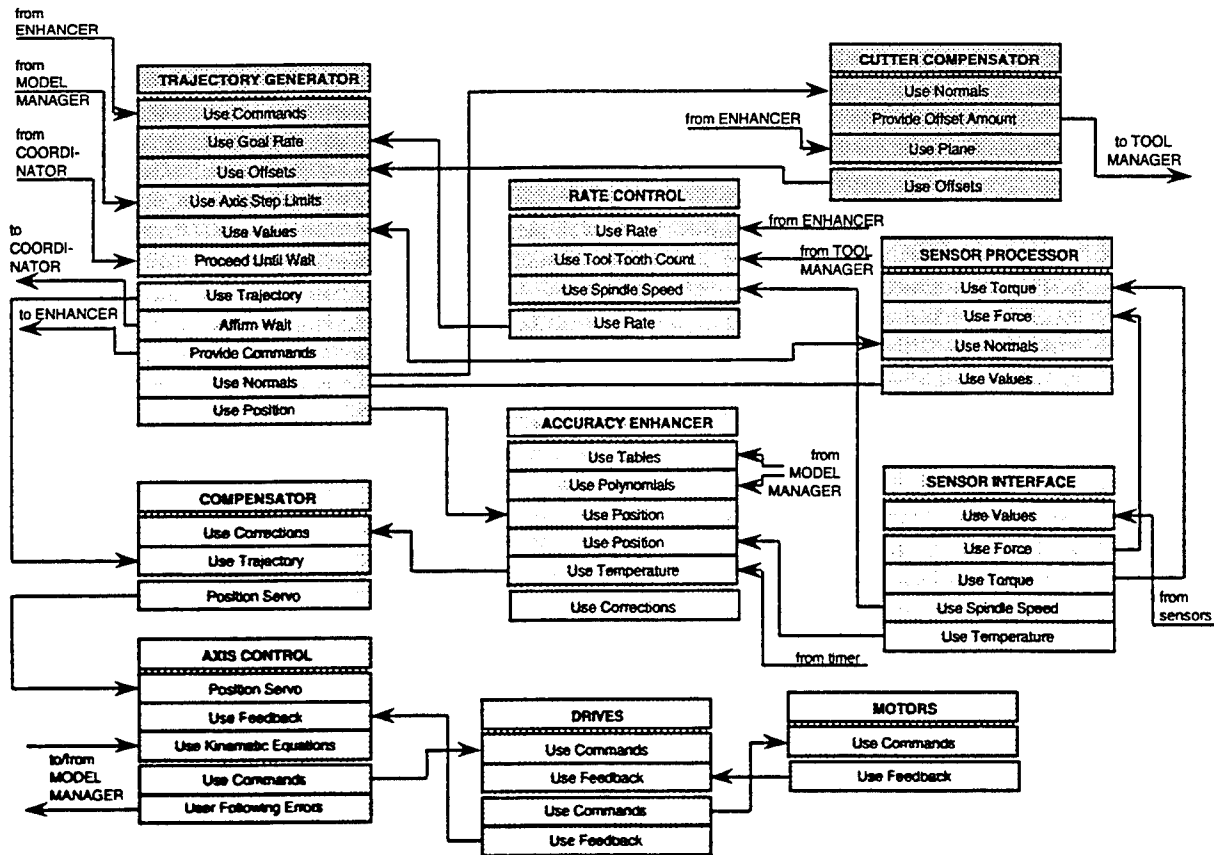 from
ENHANCER
from
MODEL
MANAGER
from
COORDI-
NATOR
to
COORDI-
NATOR
to ENHANCER
TRAJECTORY GENERATOR
Use Commands
Use Goal Rate
Use Offsets
Use Axis Step Limits
Use Values
Proceed Until Wait
Use Trajectory
Affirm Wait
Provide Commands
Use Normals
Use Position
CUTTER COMPENSATOR
Use Normals
Provide Offset Amount
Use Plane
Use Offsets
from ENHANCER
to TOOL
MANAGER
RATE CONTROL
Use Rate
Use Tool Tooth Count
Use Spindle Speed
Use Rate
from ENHANCER
from TOOL
MANAGER
SENSOR PROCESSOR
Use Torque
Use Force
Use Normals
Use Values
ACCURACY ENHANCER
Use Tables
Use Polynomials
Use Position
Use Position
Use Temperature
Use Corrections
from
MODEL
MANAGER
from timer
SENSOR INTERFACE
Use Values
Use Force
Use Torque
Use Spindle Speed
Use Temperature
from
sensors
COMPENSATOR
Use Corrections
Use Trajectory
Position Servo
AXIS CONTROL
Position Servo
Use Feedback
Use Kinematic Equations
Use Commands
User Following Errors
to/from
MODEL
MANAGER
DRIVES
Use Commands
Use Feedback
Use Commands
Use Feedback
MOTORS
Use Commands
Use Feedback